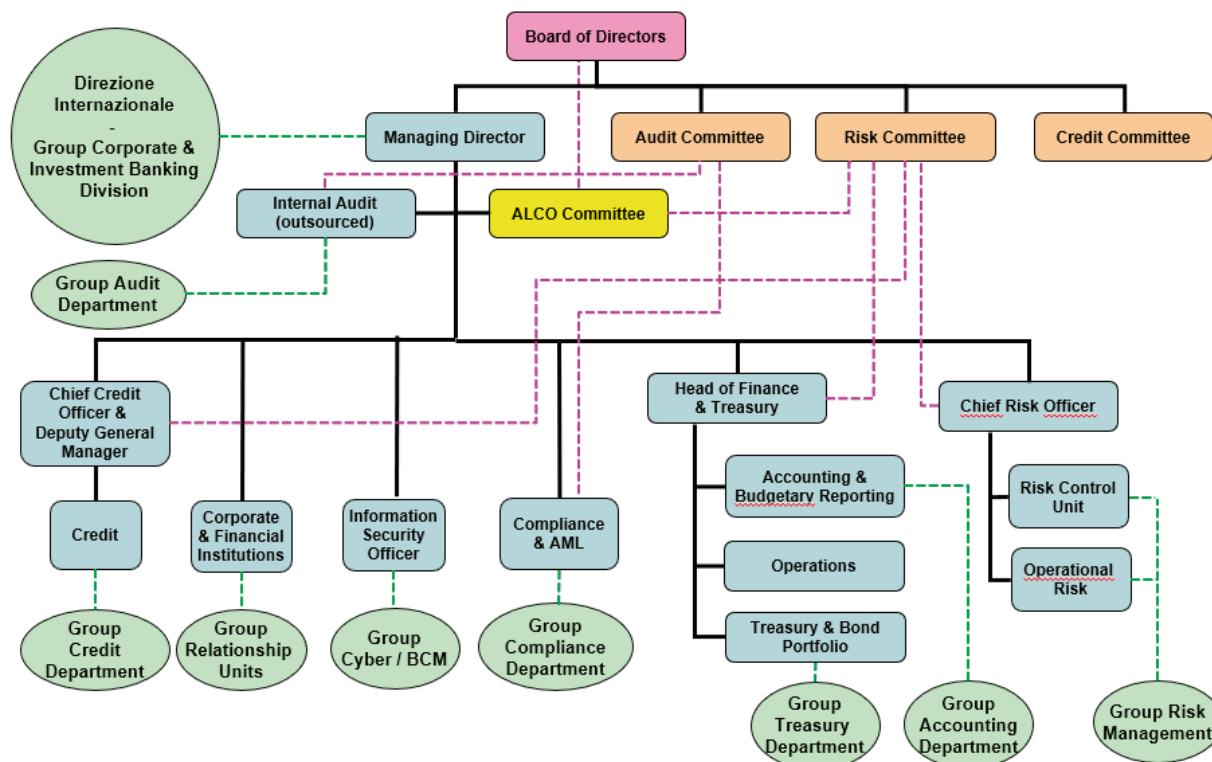 Board of Directors
Direzione
Internazionale
-
Group Corporate &
Investment Banking
Division
Managing Director
Audit Committee
Risk Committee
Credit Committee
Internal Audit
(outsourced)
ALCO Committee
Group Audit
Department
Chief Credit
Officer &
Deputy General
Manager
Head of Finance
& Treasury
Chief Risk Officer
Credit
Corporate
& Financial
Institutions
Information
Security
Officer
Compliance
& AML
Accounting &
Budgetary Reporting
Risk Control
Unit
Operations
Operational
Risk
Treasury & Bond
Portfolio
Group
Credit
Department
Group
Relationship
Units
Group
Cyber / BCM
Group
Compliance
Department
Group
Treasury
Department
Group
Accounting
Department
Group Risk
Management